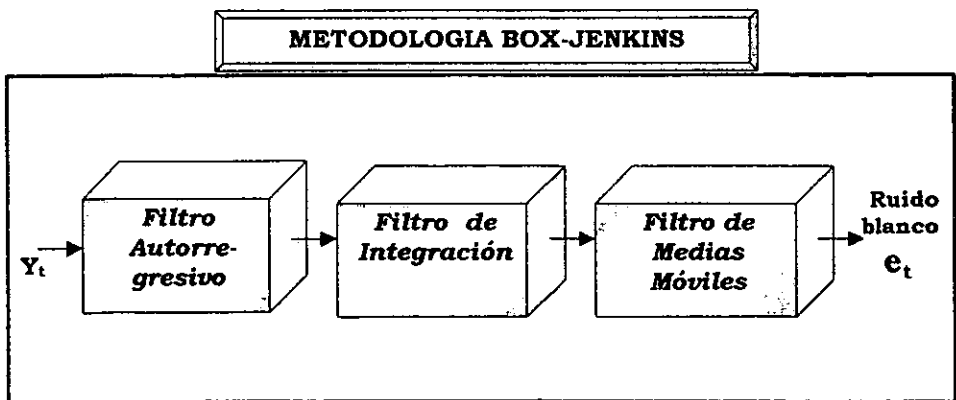 METODOLOGIA BOX-JENKINS
Filtro
Autorre-
gresivo
Filtro de
Integración
Filtro de
Medias
Móviles
Ruido
blanco
Yt
et